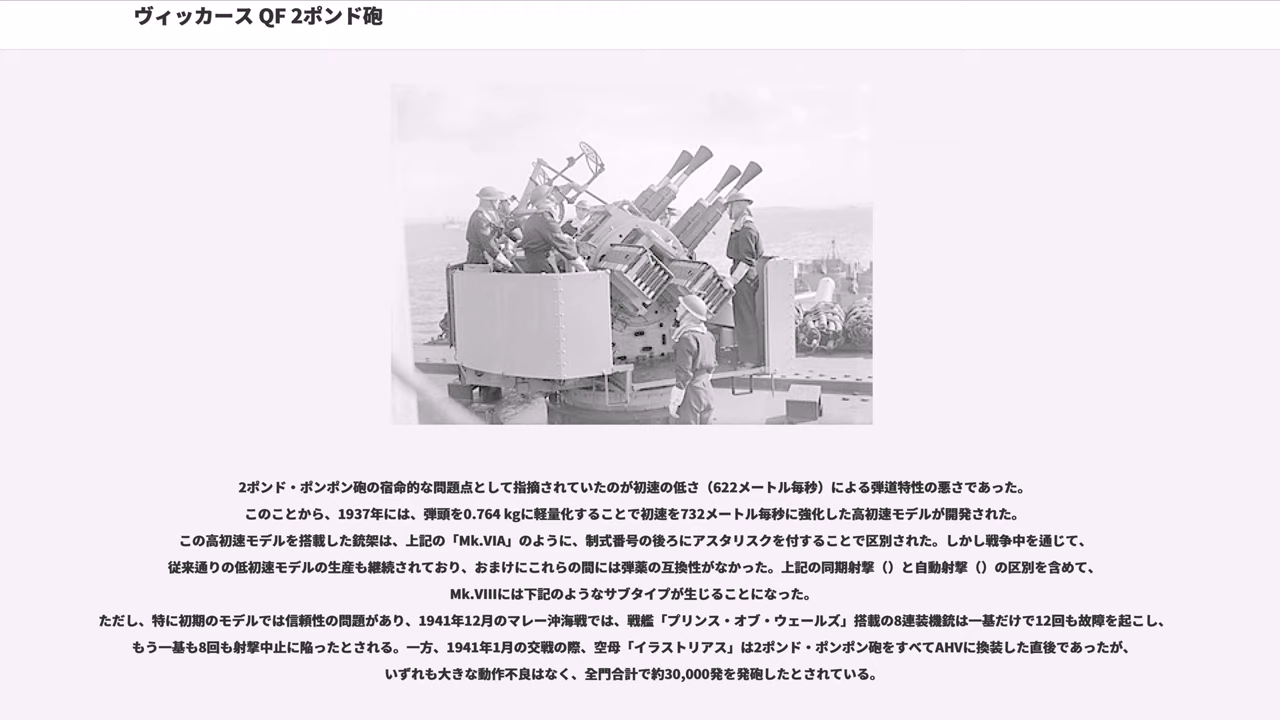 ヴィッカース QF 2ポンド砲
2ポンド・ポンポン砲の宿命的な問題点として指摘されていたのが初速の低さ（622メートル毎秒）による弾道特性の悪さであった。
このことから、1937年には、弾頭を0.764 kgに軽量化することで初速を732メートル毎秒に強化した高初速モデルが開発された。
この高初速モデルを搭載した銃架は、上記の「Mk.VIA」のように、制式番号の後ろにアスタリスクを付することで区別された。しかし戦争中を通じて、
従来通りの低初速モデルの生産も継続されており、おまけにこれらの間には弾薬の互換性がなかった。上記の同期射撃（）と自動射撃（）の区別を含めて、
Mk.VIIIには下記のようなサブタイプが生じることになった。
ただし、特に初期のモデルでは信頼性の問題があり、1941年12月のマレー沖海戦では、戦艦「プリンス・オブ・ウェールズ」搭載の8連装機銃は一基だけで12回も故障を起こし、
もう一基も8回も射撃中止に陥ったとされる。一方、1941年1月の交戦の際、空母「イラストリアス」は2ポンド・ポンポン砲をすべてAHVに換装した直後であったが、
いずれも大きな動作不良はなく、全門合計で約30,000発を発砲したとされている。